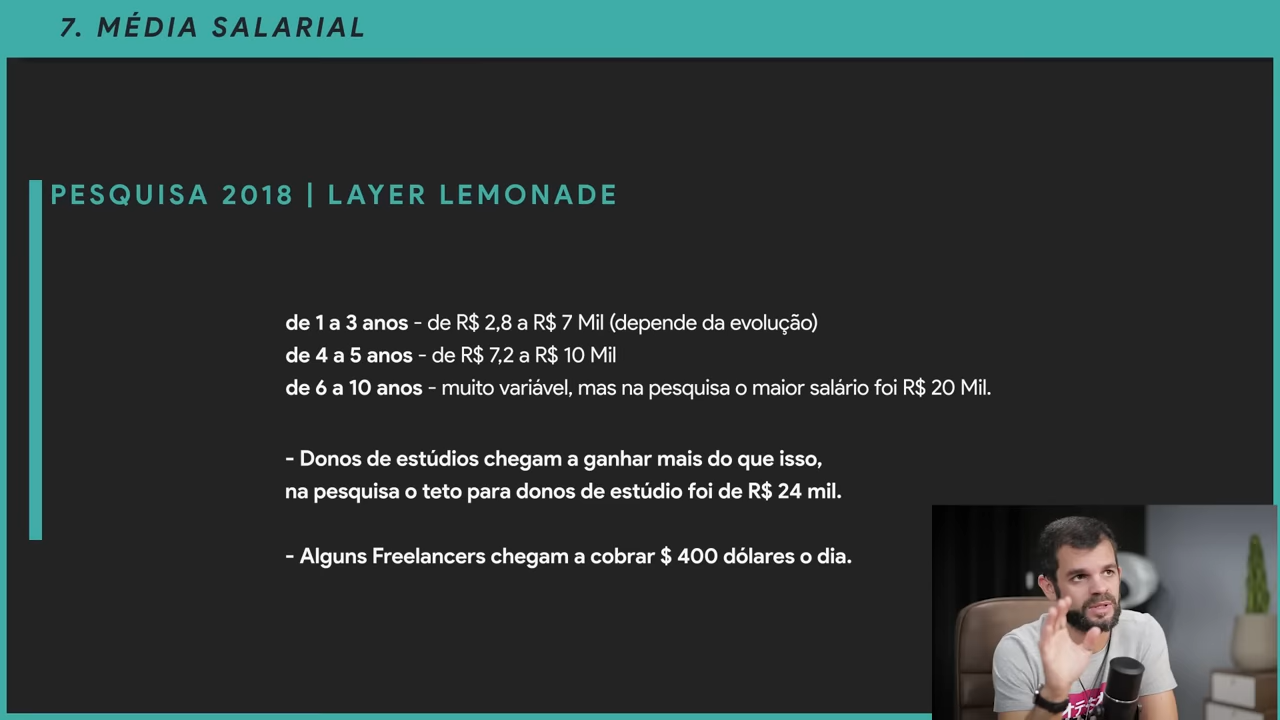 7. MÉDIA SALARIAL
PESQUISA 2018 | LAYER LEMONADE
de 1 a 3 anos - de R$ 2,8 a R$ 7 Mil (depende da evolução)
de 4 a 5 anos - de R$ 7,2 a R$ 10 Mil
de 6 a 10 anos - muito variável, mas na pesquisa o maior salário foi R$ 20 Mil.
- Donos de estúdios chegam a ganhar mais do que isso,
na pesquisa o teto para donos de estúdio foi de R$ 24 mil.
- Alguns Freelancers chegam a cobrar $ 400 dólares o dia.